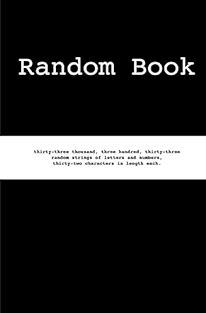 Random Book
thirty-three thousand, three hundred, thirty-three
random strings of letters and numbers,
thirty-two characters in length each.